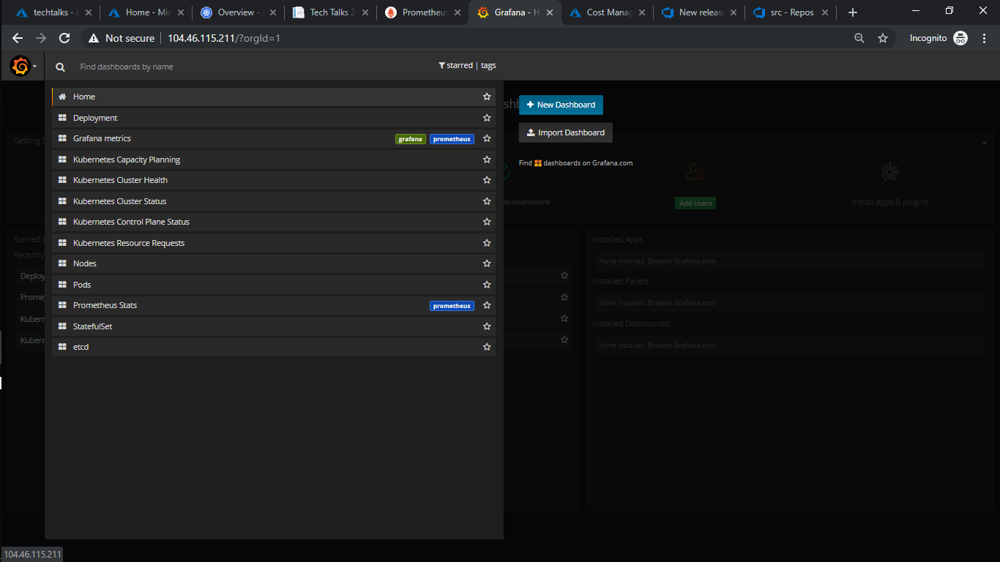 techtalks -
Home - Mic
Overview -
Tech Talks 2
Prometheus
Grafana - H
Cost Manag
New release
src - Repos
Not secure
104.46.115.211/?orgId=1
Incognito
Find dashboards by name
starred | tags
Home
Deployment
Grafana metrics
grafana
prometheus
Kubernetes Capacity Planning
Kubernetes Cluster Health
Kubernetes Cluster Status
Kubernetes Control Plane Status
Kubernetes Resource Requests
Nodes
Pods
Prometheus Stats
prometheus
StatefulSet
etcd
New Dashboard
Import Dashboard
Find dashboards on Grafana.com
Getting S
st dashboard
Add Users
Install apps & plugins
Starred
Recently
Deploy
Prome
Kubern
Kubern
Installed Apps
None installed. Browse Grafana.com
Installed Panels
None installed. Browse Grafana.com
Installed Datasources
None installed. Browse Grafana.com
104.46.115.211